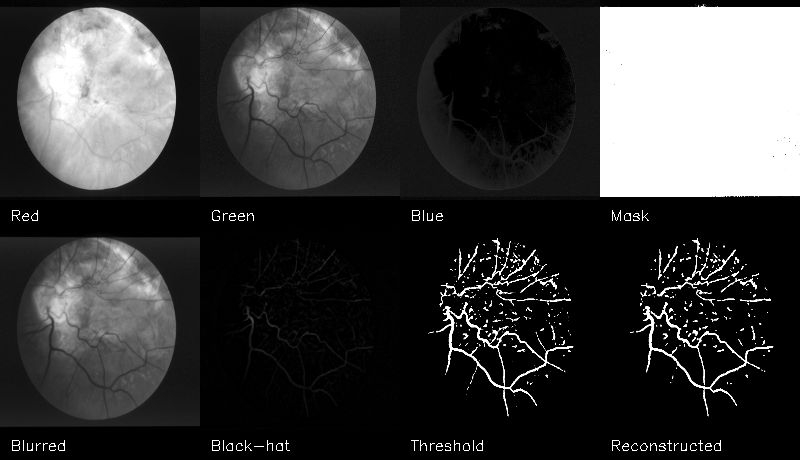 Red
Green
Blue
Mask
Blurred
Black-hat
Threshold
Reconstructed